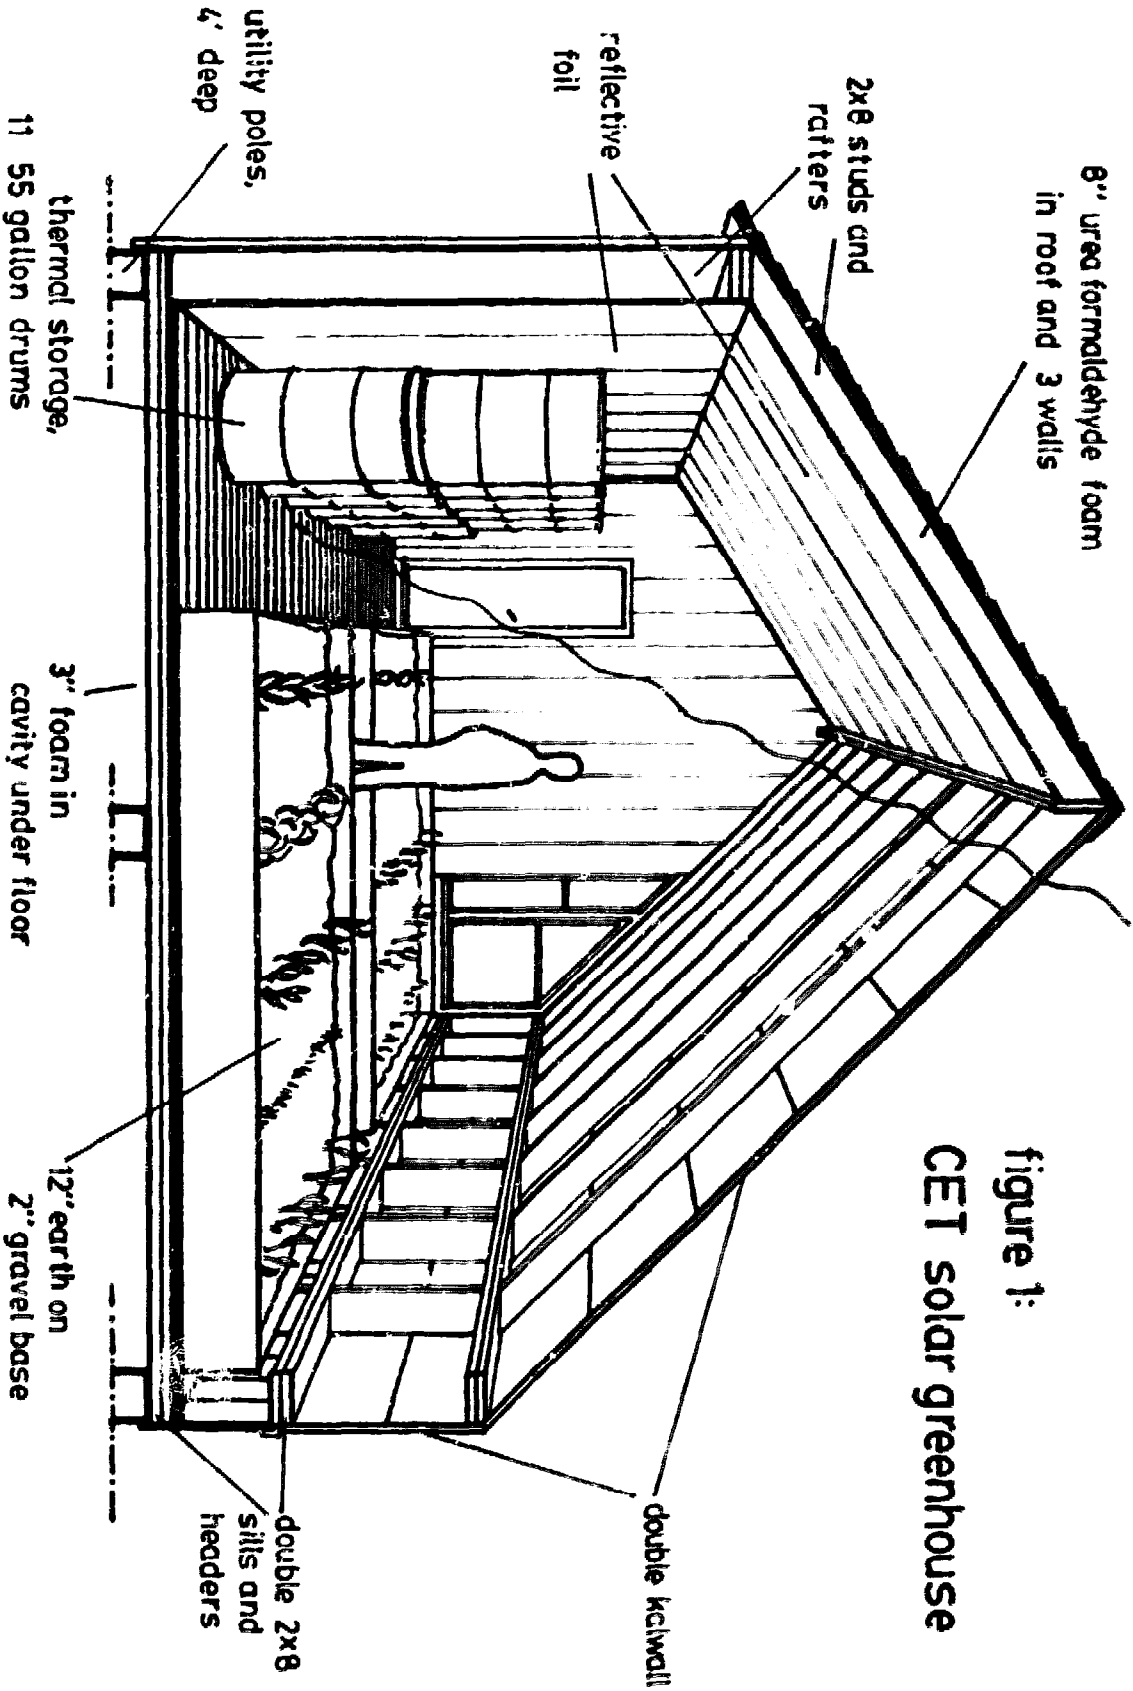 figure 1:
CET solar greenhouse
8" urea formaldehyde foam
in roof and 3 walls
2x8 studs and
rafters
reflective
foil
utility poles,
4' deep
thermal storage,
11 55 gallon drums
3" foam in
cavity under floor
12" earth on
2" gravel base
double 2x8
sills and
headers
double kalwall